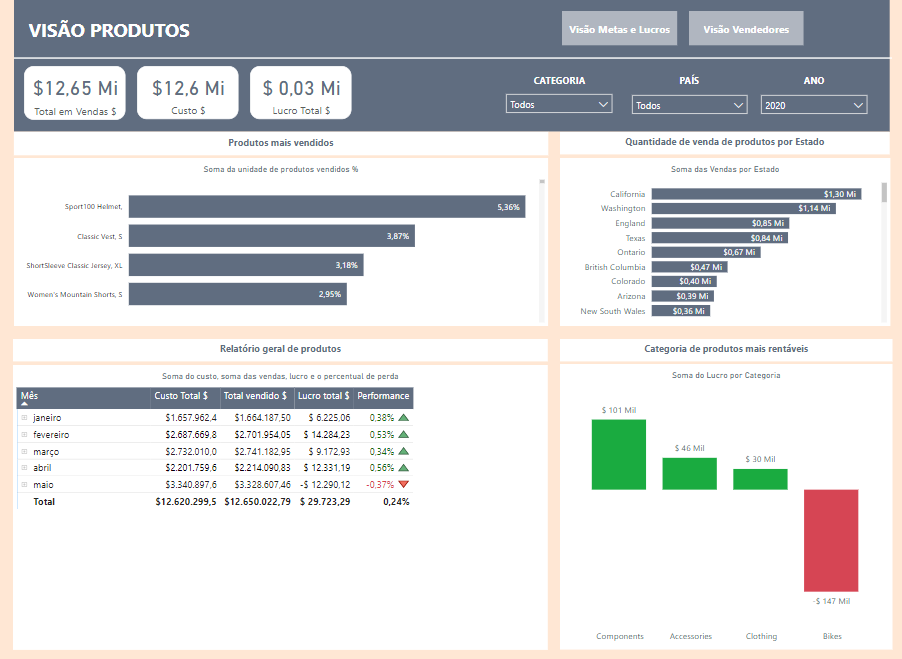 VISÃO PRODUTOS
Visão Metas e Lucros
Visão Vendedores
$12,65 Mi
Total em Vendas $
$12,6 Mi
Custo $
$ 0,03 Mi
Lucro Total $
CATEGORIA
Todos
PAÍS
Todos
ANO
2020
Produtos mais vendidos
Soma da unidade de produtos vendidos %
Sport100 Helmet, 5,36%
Classic Vest, S 3,87%
ShortSleeve Classic Jersey, XL 3,18%
Women's Mountain Shorts, S 2,95%
Quantidade de venda de produtos por Estado
Soma das Vendas por Estado
California $1,30 Mi
Washington $1,14 Mi
England $0,85 Mi
Texas $0,84 Mi
Ontario $0,67 Mi
British Columbia $0,47 Mi
Colorado $0,40 Mi
Arizona $0,39 Mi
New South Wales $0,36 Mi
Relatório geral de produtos
Soma do custo, soma das vendas, lucro e o percentual de perda
Mês Custo Total $ Total vendido $ Lucro total $ Performance
janeiro $1.657.962,4 $1.664.187,50 $ 6.225,06 0,38%
fevereiro $2.687.669,8 $2.701.954,05 $ 14.284,23 0,53%
março $2.732.010,0 $2.741.182,95 $ 9.172,93 0,34%
abril $2.201.759,6 $2.214.090,83 $ 12.331,19 0,56%
maio $3.340.897,6 $3.328.607,46 -$ 12.290,12 -0,37%
Total $12.620.299,5 $12.650.022,79 $ 29.723,29 0,24%
Categoria de produtos mais rentáveis
Soma do Lucro por Categoria
$ 101 Mil
$ 46 Mil
$ 30 Mil
-$ 147 Mil
Components Accessories Clothing Bikes